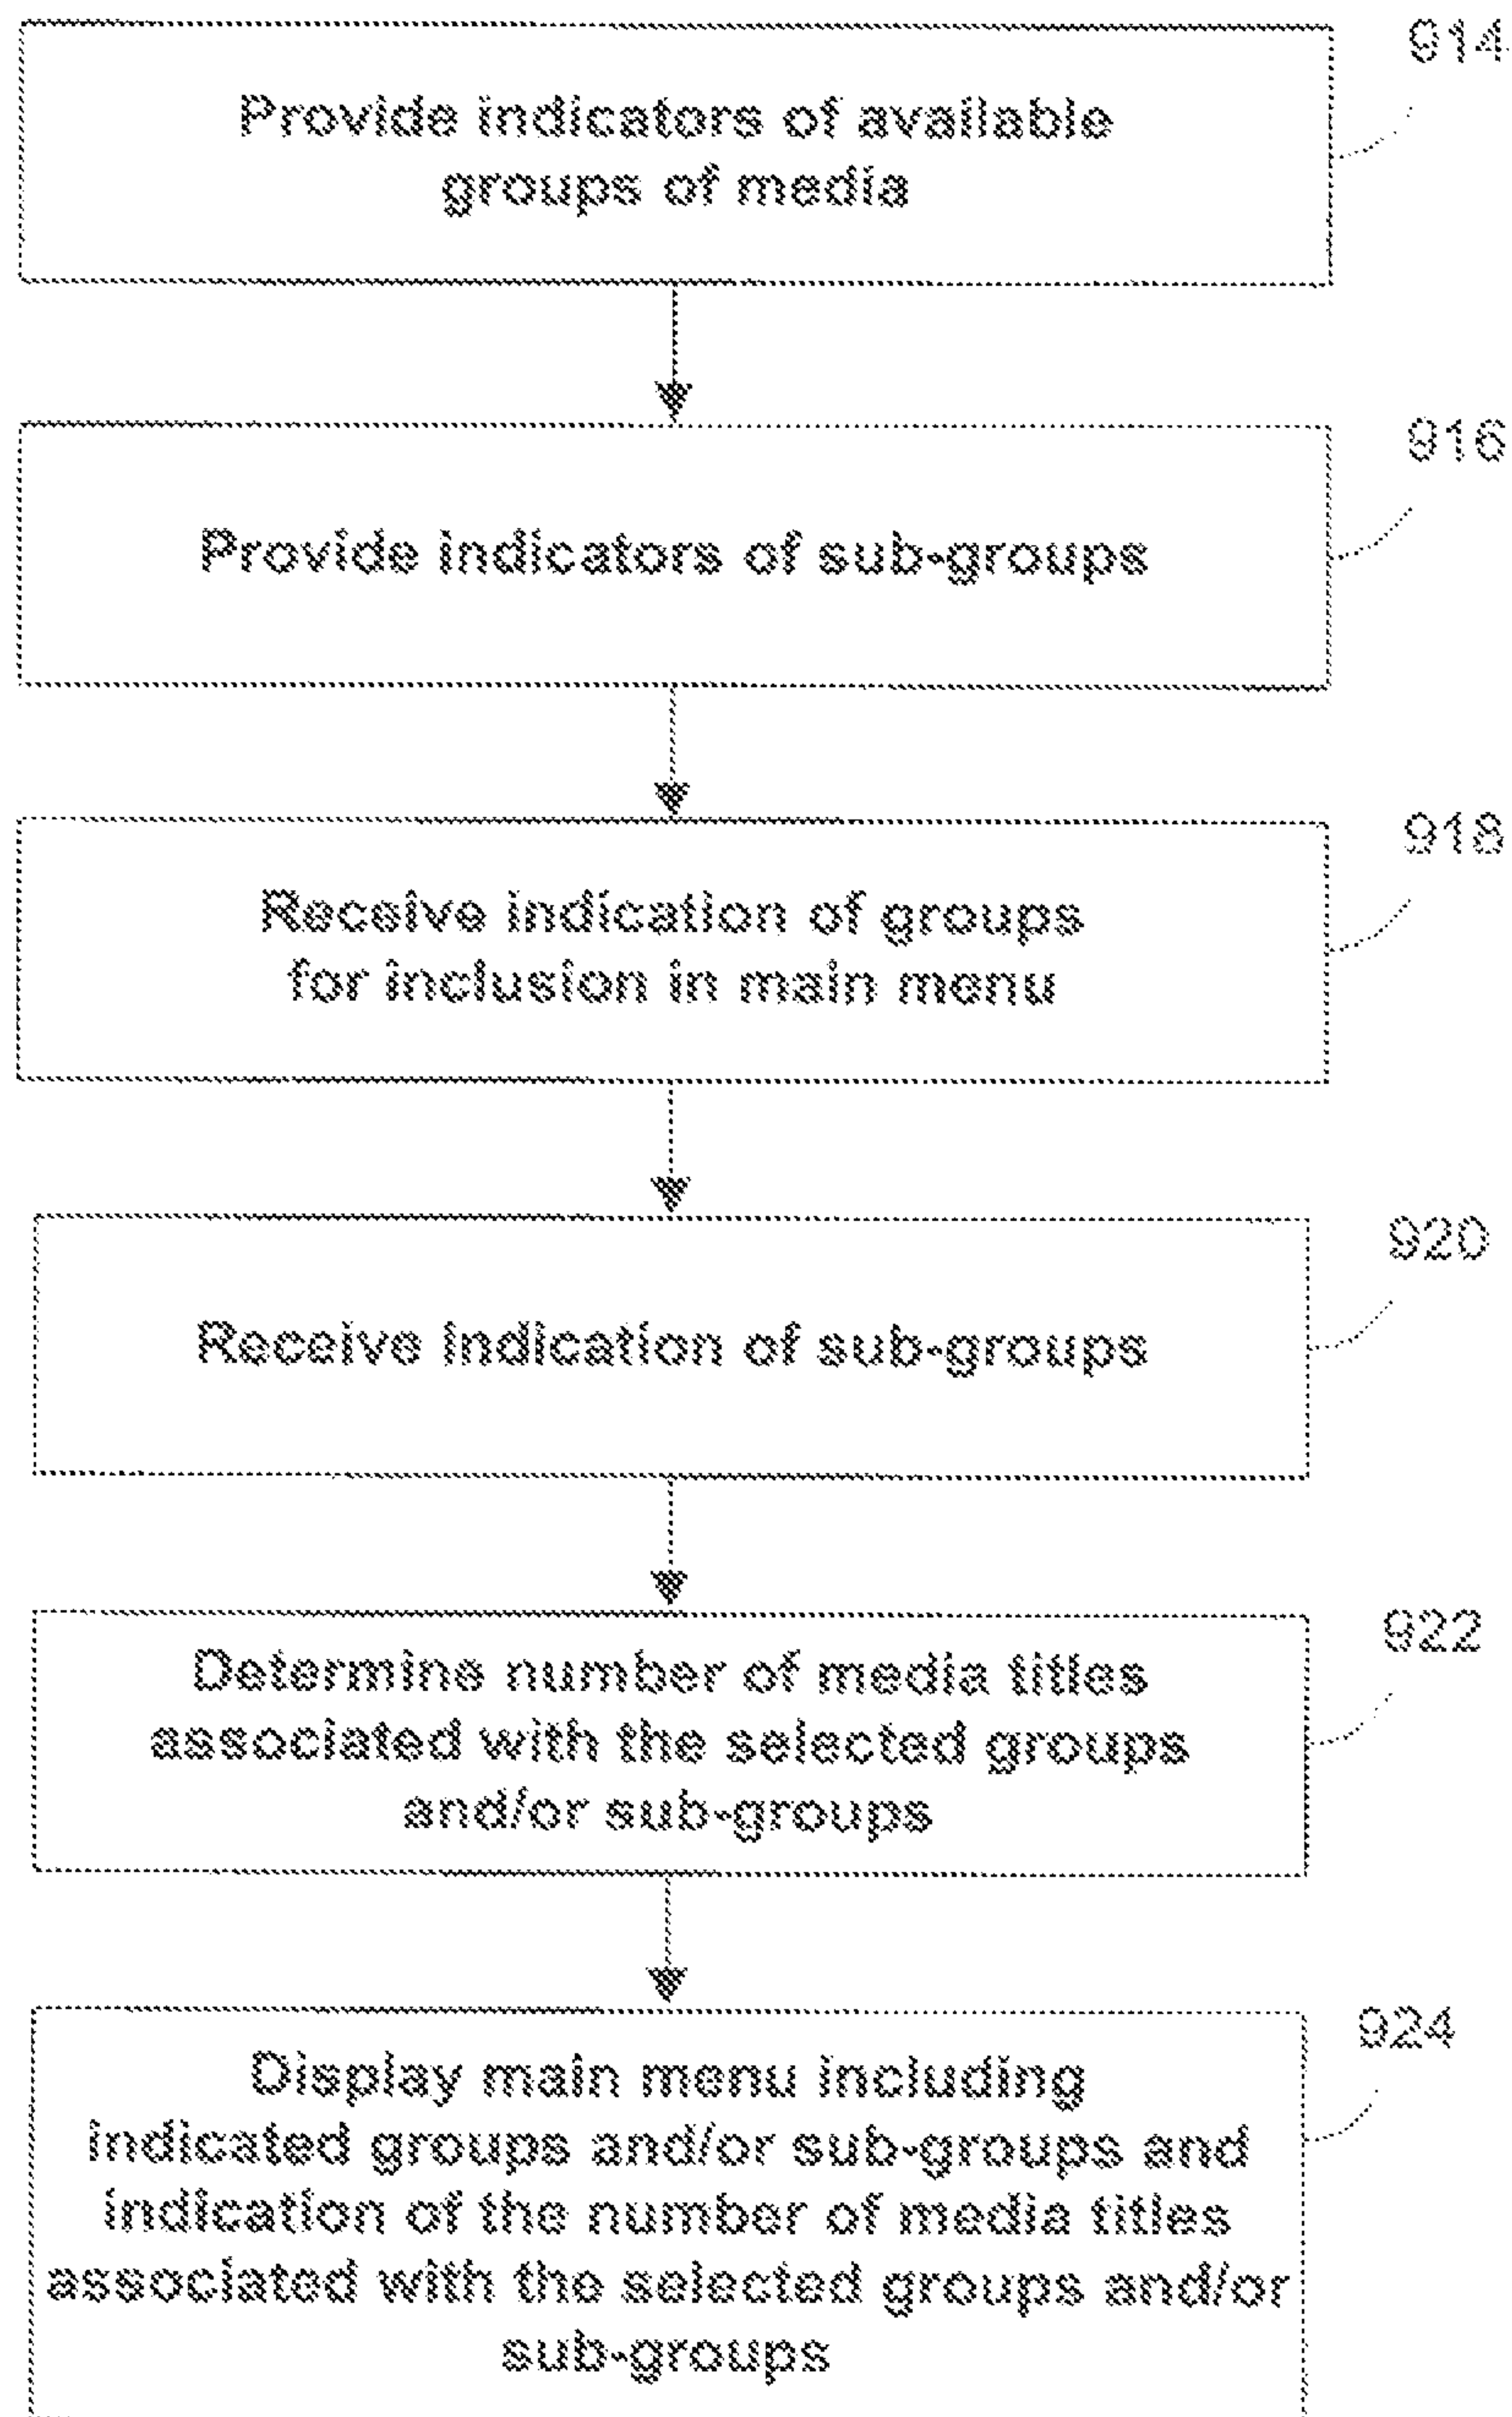 914
Provide indicators of available
groups of media
916
Provide indicators of sub-groups
918
Receive indication of groups
for inclusion in main menu
920
Receive indication of sub-groups
922
Determine number of media titles
associated with the selected groups
and/or sub-groups
924
Display main menu including
indicated groups and/or sub-groups and
indication of the number of media titles
associated with the selected groups and/or
sub-groups